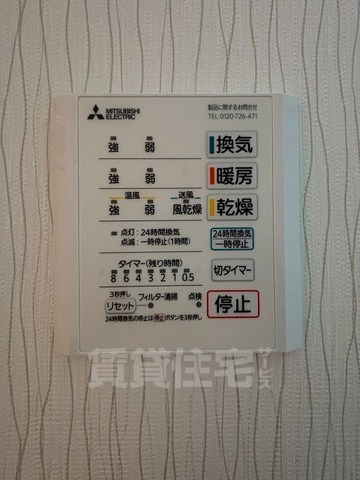 MITSUBISHI
ELECTRIC
製品に関するお問合せ
TEL:0120-726-471
強 弱 換気
強 弱 暖房
温風 送風
強 弱 風乾燥 乾燥
点灯:24時間換気
点滅:一時停止(1時間)
24時間換気
一時停止
タイマー(残り時間)
8 6 4 3 2 1 0.5
切タイマー
3秒押し
リセット フィルター清掃 点検
停止
24時間換気の停止は停止ボタンを3秒押し
賃貸住宅サービス